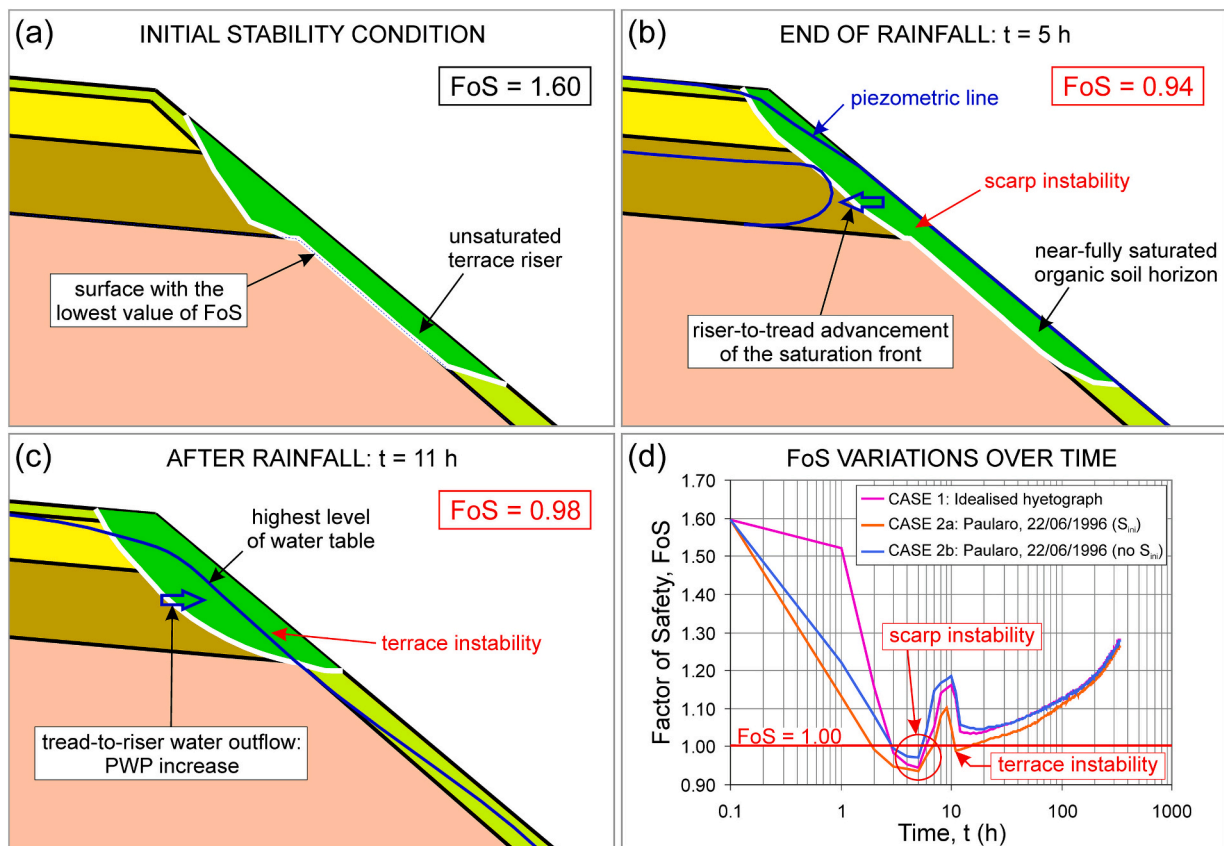 (a) INITIAL STABILITY CONDITION
FoS = 1.60
unsaturated
terrace riser
surface with the
lowest value of FoS
(b) END OF RAINFALL: t = 5 h
FoS = 0.94
piezometric line
scarp instability
near-fully saturated
organic soil horizon
riser-to-tread advancement
of the saturation front
(c) AFTER RAINFALL: t = 11 h
FoS = 0.98
highest level
of water table
terrace instability
tread-to-riser water outflow:
PWP increase
(d) FoS VARIATIONS OVER TIME
CASE 1: Idealised hyetograph
CASE 2a: Paularo, 22/06/1996 (Sini)
CASE 2b: Paularo, 22/06/1996 (no Sini)
Factor of Safety, FoS
1.70
1.60
1.50
1.40
1.30
1.20
1.10
1.00
0.90
scarp instability
FoS = 1.00
terrace instability
0.1 1 10 100 1000
Time, t (h)